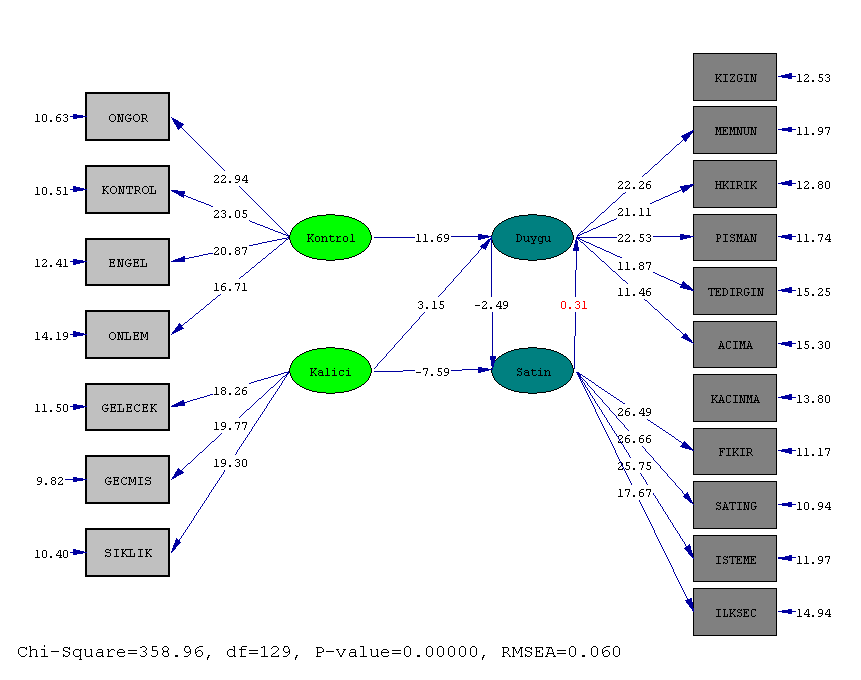 KIZGIN 12.53
10.63 ONGOR MEMNUN 11.97
22.94 22.26 HKIRIK 12.80
10.51 KONTROL 23.05 21.11
Kontrol 11.69 Duygu 22.53 PISMAN 11.74
12.41 ENGEL 20.87 11.87
16.71 11.46 TEDIRGIN 15.25
3.15 -2.49 0.31
14.19 ONLEM ACIMA 15.30
Kalici -7.59 Satin
18.26 KACINMA 13.80
11.50 GELECEK 26.49
19.77 26.66 FIKIR 11.17
19.30 25.75
9.82 GECMIS 17.67
SATING 10.94
10.40 SIKLIK ISTEME 11.97
ILKSEC 14.94
Chi-Square=358.96, df=129, P-value=0.00000, RMSEA=0.060